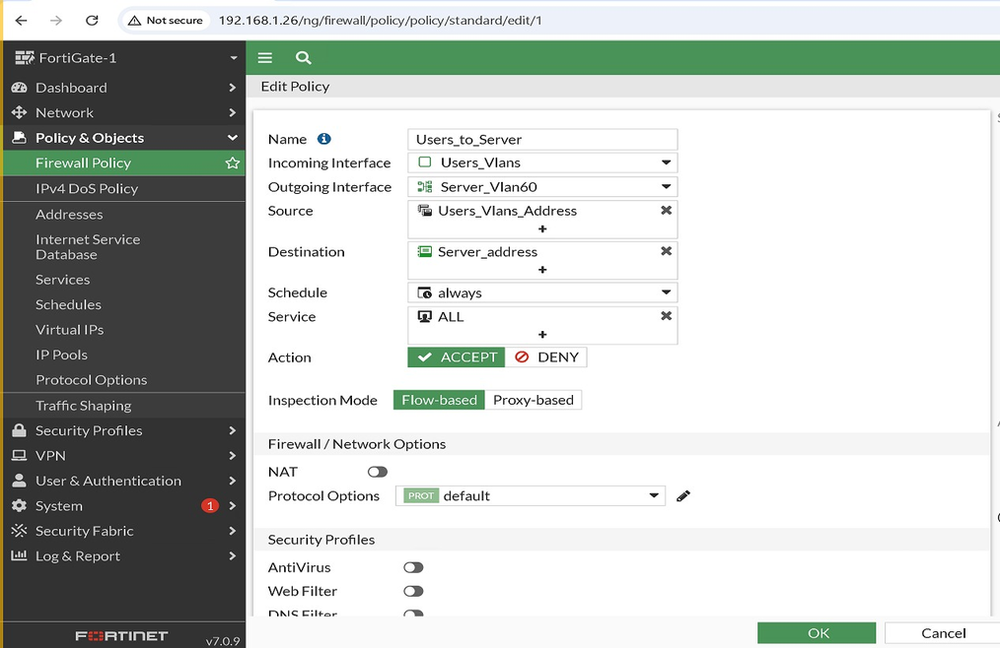 Not secure 192.168.1.26/ng/firewall/policy/policy/standard/edit/1
FortiGate-1
Dashboard
Network
Policy & Objects
Firewall Policy
IPv4 DoS Policy
Addresses
Internet Service
Database
Services
Schedules
Virtual IPs
IP Pools
Protocol Options
Traffic Shaping
Security Profiles
VPN
User & Authentication
System 1
Security Fabric
Log & Report
FORTINET v7.0.9
Edit Policy
Name Users_to_Server
Incoming Interface Users_Vlans
Outgoing Interface Server_Vlan60
Source Users_Vlans_Address
+
Destination Server_address
+
Schedule always
Service ALL
+
Action ACCEPT DENY
Inspection Mode Flow-based Proxy-based
Firewall / Network Options
NAT
Protocol Options PROT default
Security Profiles
AntiVirus
Web Filter
DNS Filter
OK Cancel